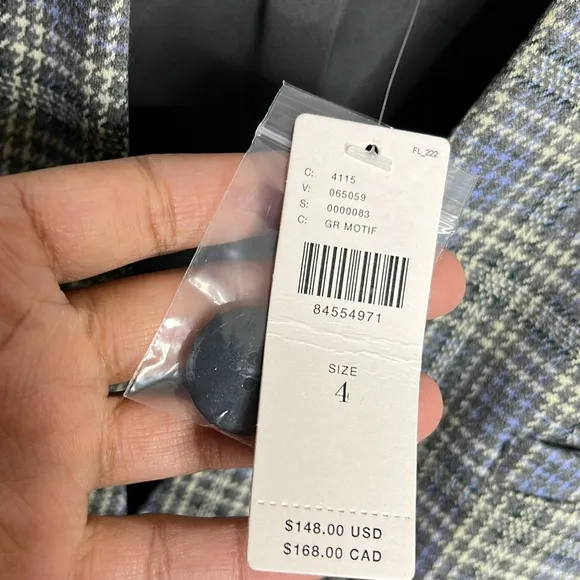 FL_222
C: 4115
V: 065059
S: 0000083
C: GR MOTIF
84554971
SIZE
4
$148.00 USD
$168.00 CAD